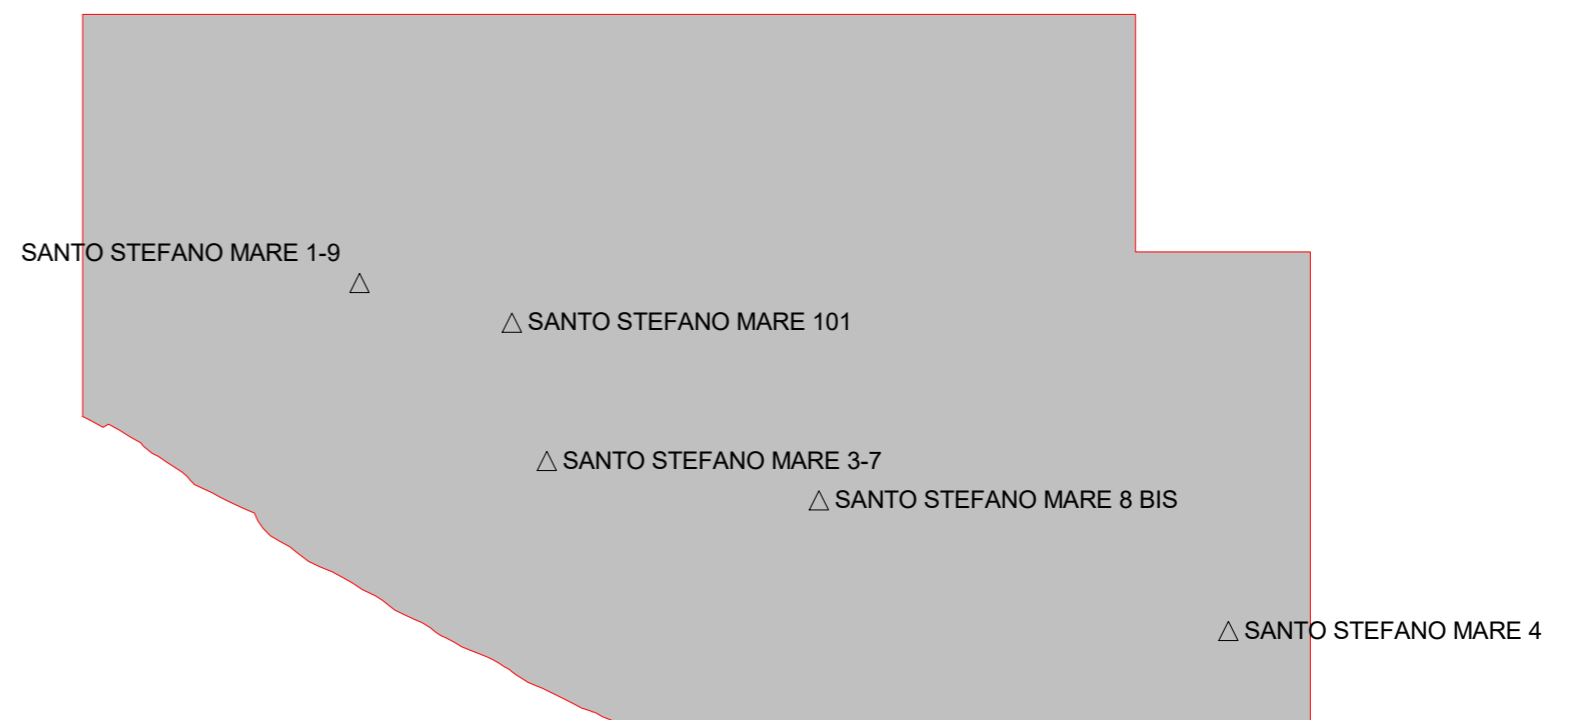 SANTO STEFANO MARE 1-9
SANTO STEFANO MARE 101
SANTO STEFANO MARE 3-7
SANTO STEFANO MARE 8 BIS
SANTO STEFANO MARE 4